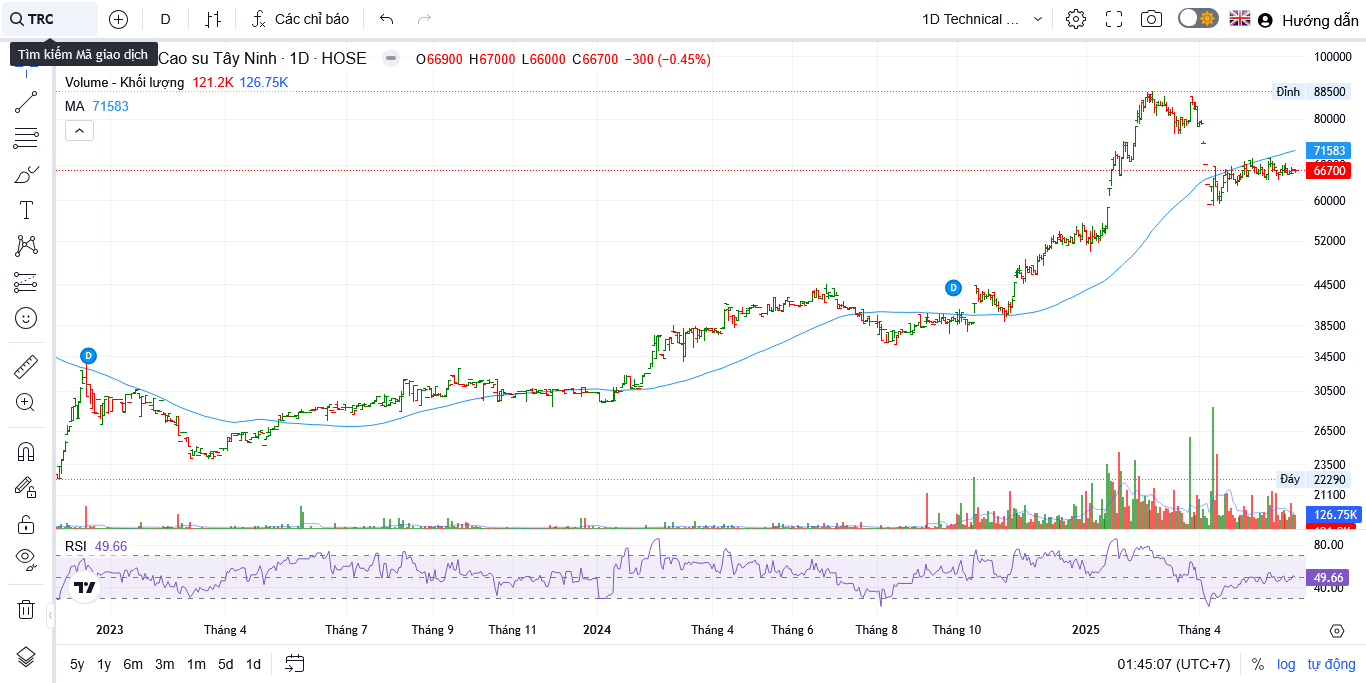 TRC
D
Các chỉ báo
1D Technical ...
Hướng dẫn
Tìm kiếm Mã giao dịch
Cao su Tây Ninh · 1D · HOSE
O66900 H67000 L66000 C66700 −300 (−0.45%)
Volume - Khối lượng 121.2K 126.75K
MA 71583
100000
Đỉnh 88500
80000
71583
66700
60000
52000
D
44500
38500
D
34500
30500
26500
23500
Đáy 22290
21100
126.75K
RSI 49.66
80.00
49.66
40.00
2023 Tháng 4 Tháng 7 Tháng 9 Tháng 11 2024 Tháng 4 Tháng 6 Tháng 8 Tháng 10 2025 Tháng 4
5y 1y 6m 3m 1m 5d 1d
01:45:07 (UTC+7) % log tự động